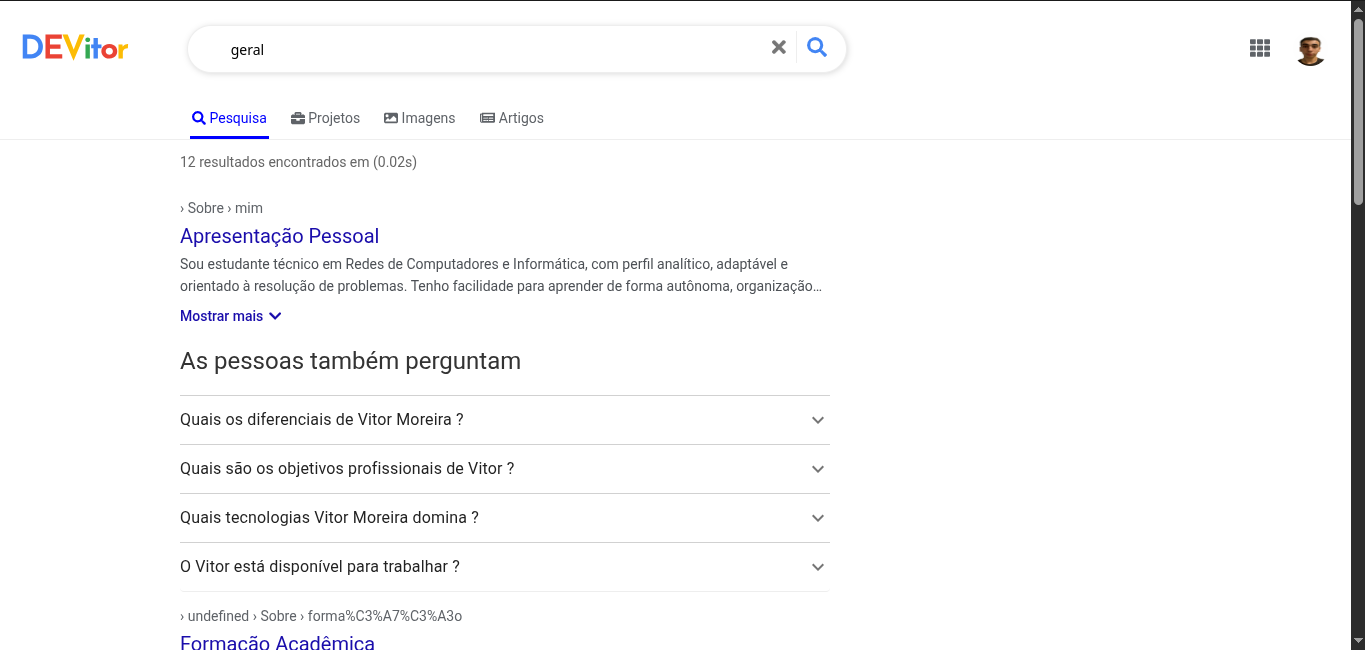 DEVitor
geral
Pesquisa
Projetos
Imagens
Artigos
12 resultados encontrados em (0.02s)
› Sobre › mim
Apresentação Pessoal
Sou estudante técnico em Redes de Computadores e Informática, com perfil analítico, adaptável e
orientado à resolução de problemas. Tenho facilidade para aprender de forma autônoma, organização…
Mostrar mais
As pessoas também perguntam
Quais os diferenciais de Vitor Moreira ?
Quais são os objetivos profissionais de Vitor ?
Quais tecnologias Vitor Moreira domina ?
O Vitor está disponível para trabalhar ?
› undefined › Sobre › forma%C3%A7%C3%A3o
Formação Acadêmica